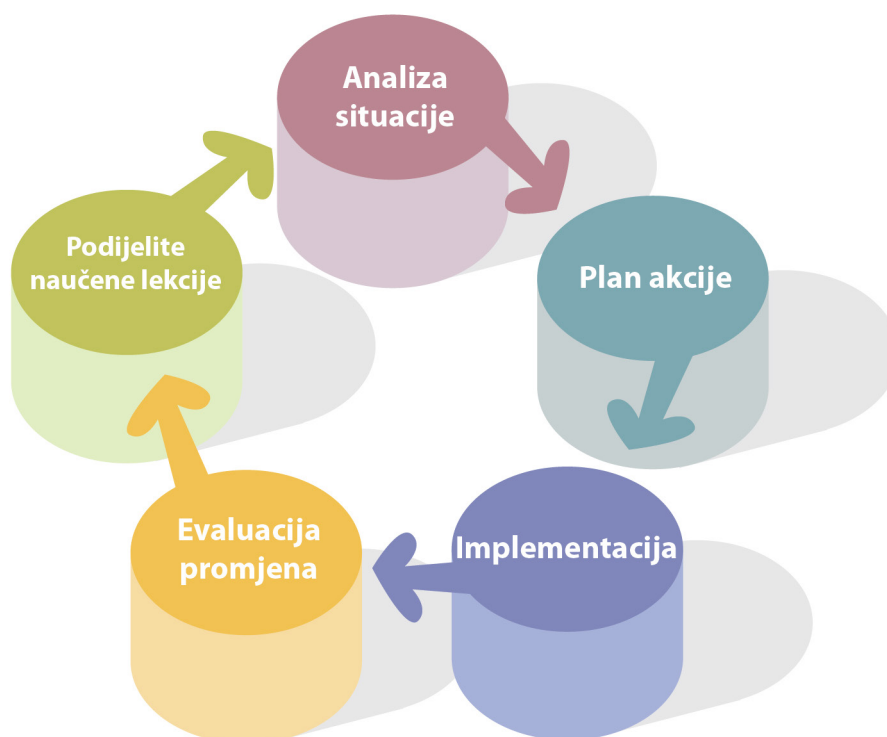 Analiza
situacije
Plan akcije
Implementacija
Evaluacija
promjena
Podijelite
naučene lekcije